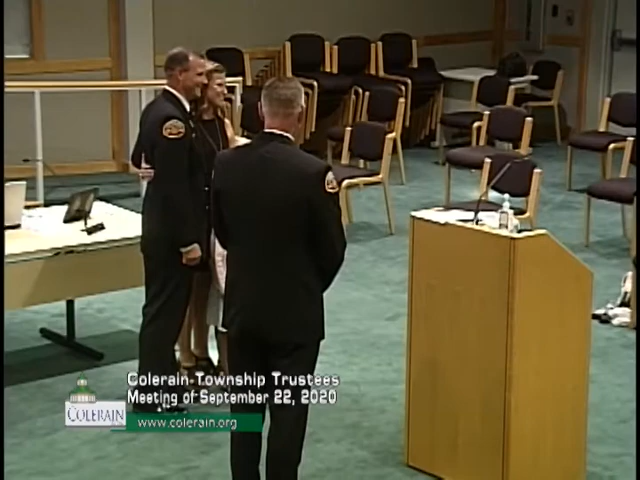 Colerain Township Trustees
Meeting of September 22, 2020
COLERAIN
www.colerain.org